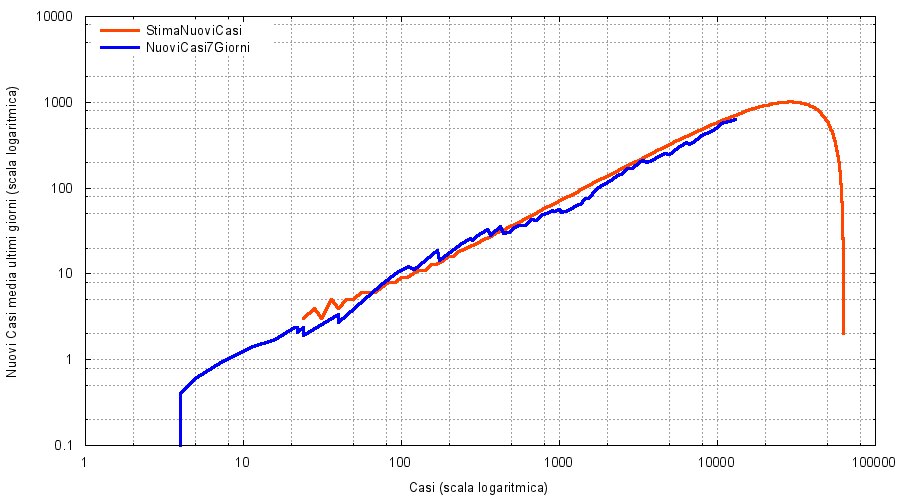 10000
1000
100
10
1
0.1
StimaNuoviCasi
NuoviCasi7Giorni
Nuovi Casi media ultimi giorni (scala logaritmica)
1 10 100 1000 10000 100000
Casi (scala logaritmica)